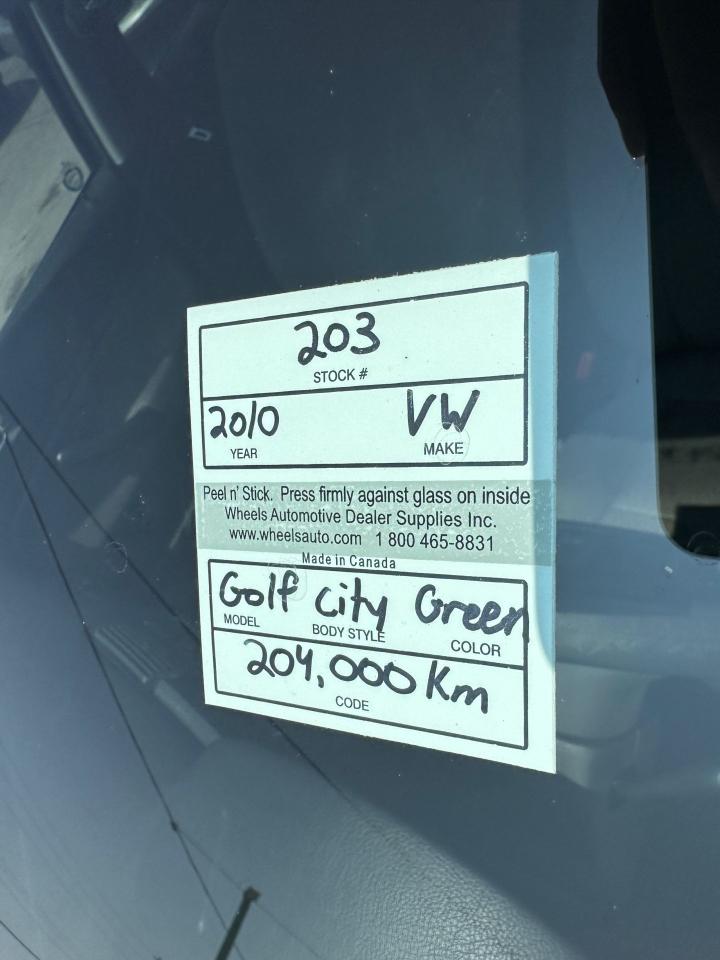 203
STOCK #
2010 VW
YEAR MAKE
Peel n' Stick. Press firmly against glass on inside
Wheels Automotive Dealer Supplies Inc.
www.wheelsauto.com 1 800 465-8831
Made in Canada
Golf City Green
MODEL BODY STYLE COLOR
204,000 Km
CODE